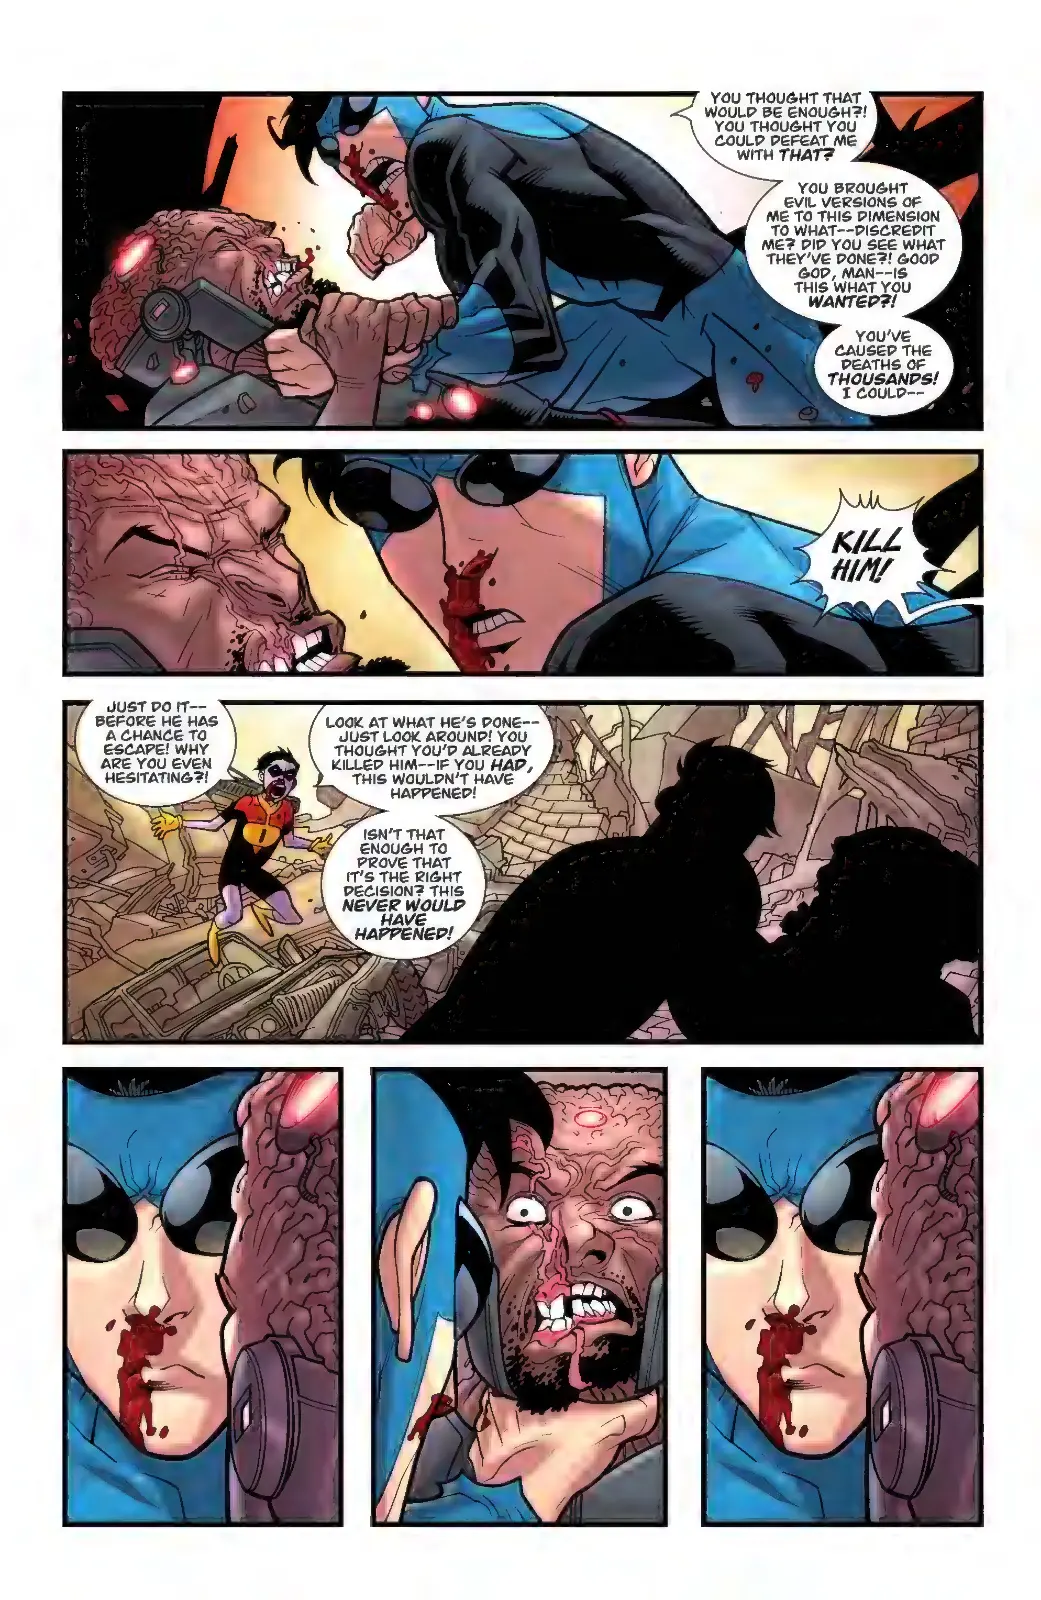 YOU THOUGHT THAT
WOULD BE ENOUGH?!
YOU THOUGHT YOU
COULD DEFEAT ME
WITH THAT?
YOU BROUGHT
EVIL VERSIONS OF
ME TO THIS DIMENSION
TO WHAT--DISCREDIT
ME? DID YOU SEE WHAT
THEY'VE DONE?! GOOD
GOD, MAN--IS
THIS WHAT YOU
WANTED?!
YOU'VE
CAUSED THE
DEATHS OF
THOUSANDS!
I COULD--
KILL
HIM!
JUST DO IT--
BEFORE HE HAS
A CHANCE TO
ESCAPE! WHY
ARE YOU EVEN
HESITATING?!
LOOK AT WHAT HE'S DONE--
JUST LOOK AROUND! YOU
THOUGHT YOU'D ALREADY
KILLED HIM--IF YOU HAD,
THIS WOULDN'T HAVE
HAPPENED!
ISN'T THAT
ENOUGH TO
PROVE THAT
IT'S THE RIGHT
DECISION? THIS
NEVER WOULD
HAVE
HAPPENED!